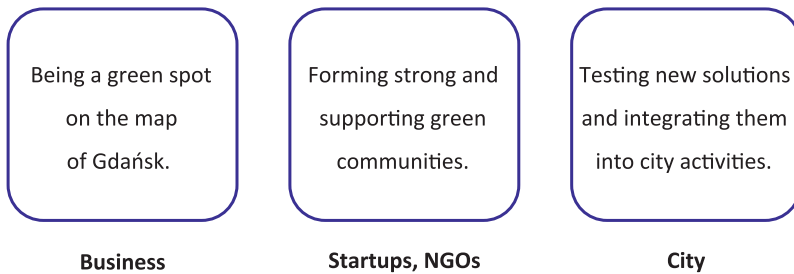 Being a green spot
on the map
of Gdańsk.
Forming strong and
supporting green
communities.
Testing new solutions
and integrating them
into city activities.
Business
Startups, NGOs
City